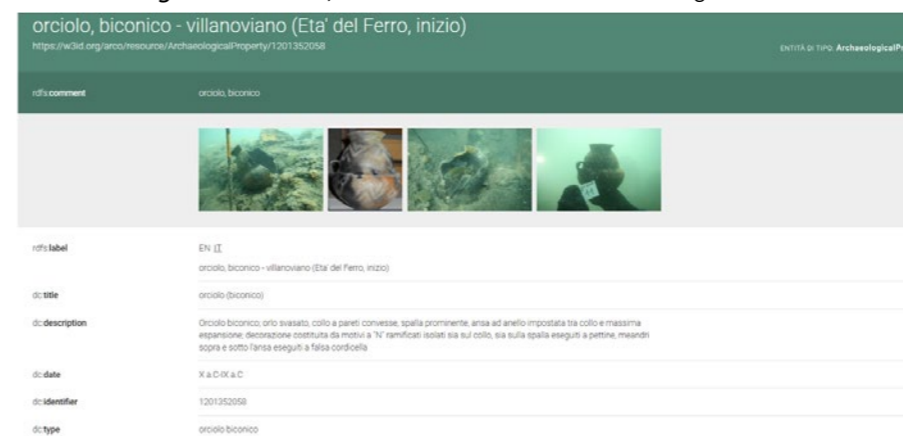 orciolo, biconico - villanoviano (Eta' del Ferro, inizio)
https://w3id.org/arco/resource/ArchaeologicalProperty/1201352058
ENTITÀ DI TIPO: ArchaeologicalPr
rdfs:comment orciolo, biconico
rdfs:label EN IT
orciolo, biconico - villanoviano (Eta' del Ferro, inizio)
dc:title orciolo (biconico)
dc:description Orciolo biconico; orlo svasato, collo a pareti convesse, spalla prominente, ansa ad anello impostata tra collo e massima
espansione; decorazione costituita da motivi a "N" ramificati isolati sia sul collo, sia sulla spalla eseguiti a pettine, meandri
sopra e sotto l'ansa eseguiti a falsa cordicella.
dc:date X a.C-IX a.C
dc:identifier 1201352058
dc:type orciolo biconico